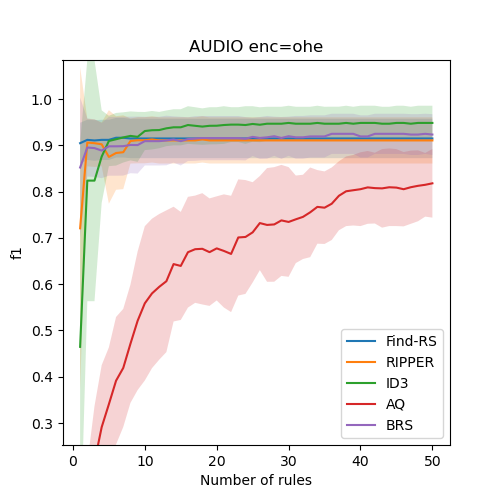 AUDIO enc=ohe
1.0
0.9
0.8
0.7
0.6
0.5
0.4
0.3
f1
0 10 20 30 40 50
Number of rules
Find-RS
RIPPER
ID3
AQ
BRS